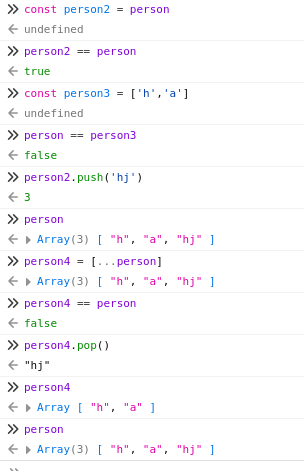 const person2 = person
undefined
person2 == person
true
const person3 = ['h','a']
undefined
person == person3
false
person2.push('hj')
3
person
Array(3) [ "h", "a", "hj" ]
person4 = [...person]
Array(3) [ "h", "a", "hj" ]
person4 == person
false
person4.pop()
"hj"
person4
Array [ "h", "a" ]
person
Array(3) [ "h", "a", "hj" ]